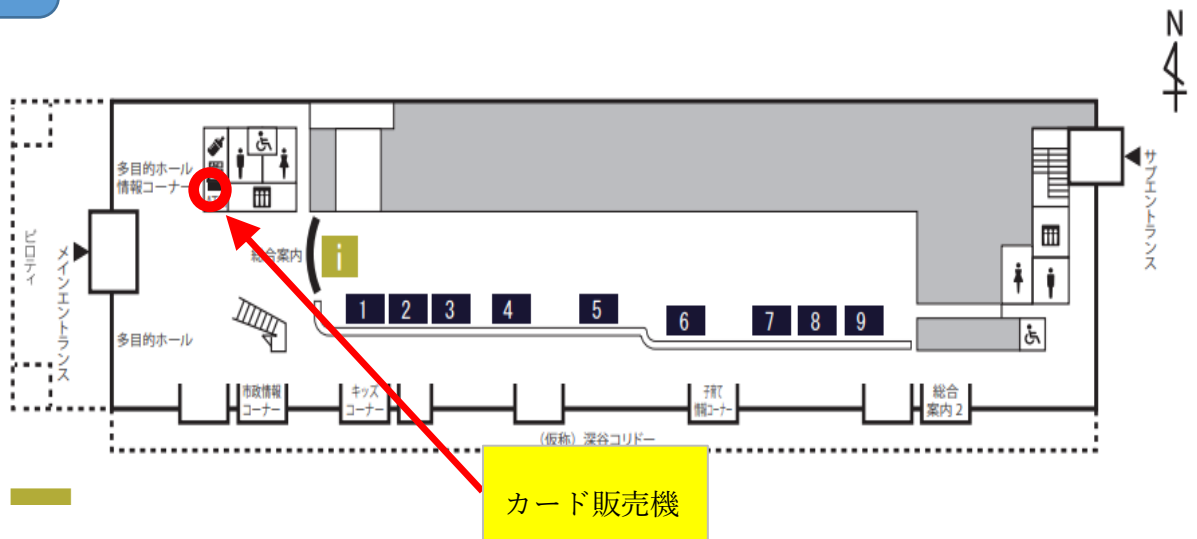 N
多目的ホール
情報コーナー
サブエントランス
ピロティ
メインエントランス
総合案内
i
1 2 3 4 5 6 7 8 9
多目的ホール
市政情報
コーナー
キッズ
コーナー
子育て
情報コーナー
総合
案内 2
（仮称）深谷コリドー
カード販売機